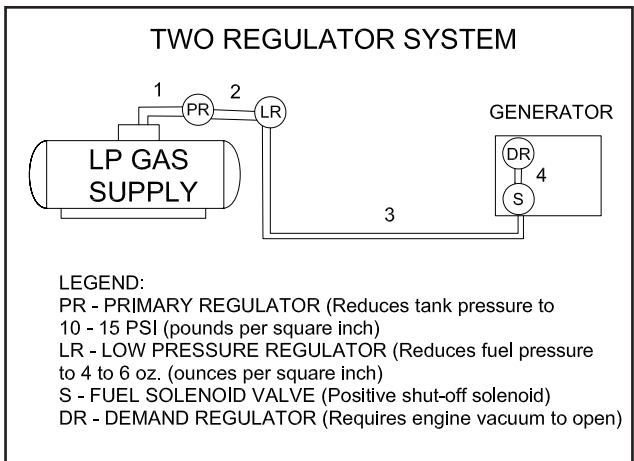 TWO REGULATOR SYSTEM
1
2
PR
LR
GENERATOR
LP GAS
SUPPLY
DR
4
S
3
LEGEND:
PR - PRIMARY REGULATOR (Reduces tank pressure to
10 - 15 PSI (pounds per square inch)
LR - LOW PRESSURE REGULATOR (Reduces fuel pressure
to 4 to 6 oz. (ounces per square inch)
S - FUEL SOLENOID VALVE (Positive shut-off solenoid)
DR - DEMAND REGULATOR (Requires engine vacuum to open)